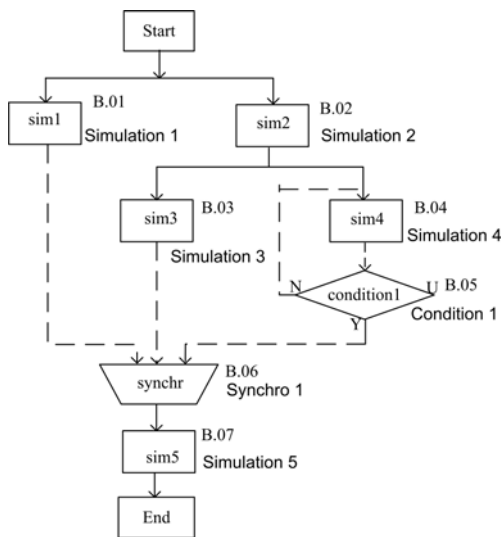 Start
B.01
sim1
Simulation 1
B.02
sim2
Simulation 2
B.03
sim3
Simulation 3
B.04
sim4
Simulation 4
N
condition1
U
B.05
Condition 1
Y
B.06
synchr
Synchro 1
B.07
sim5
Simulation 5
End